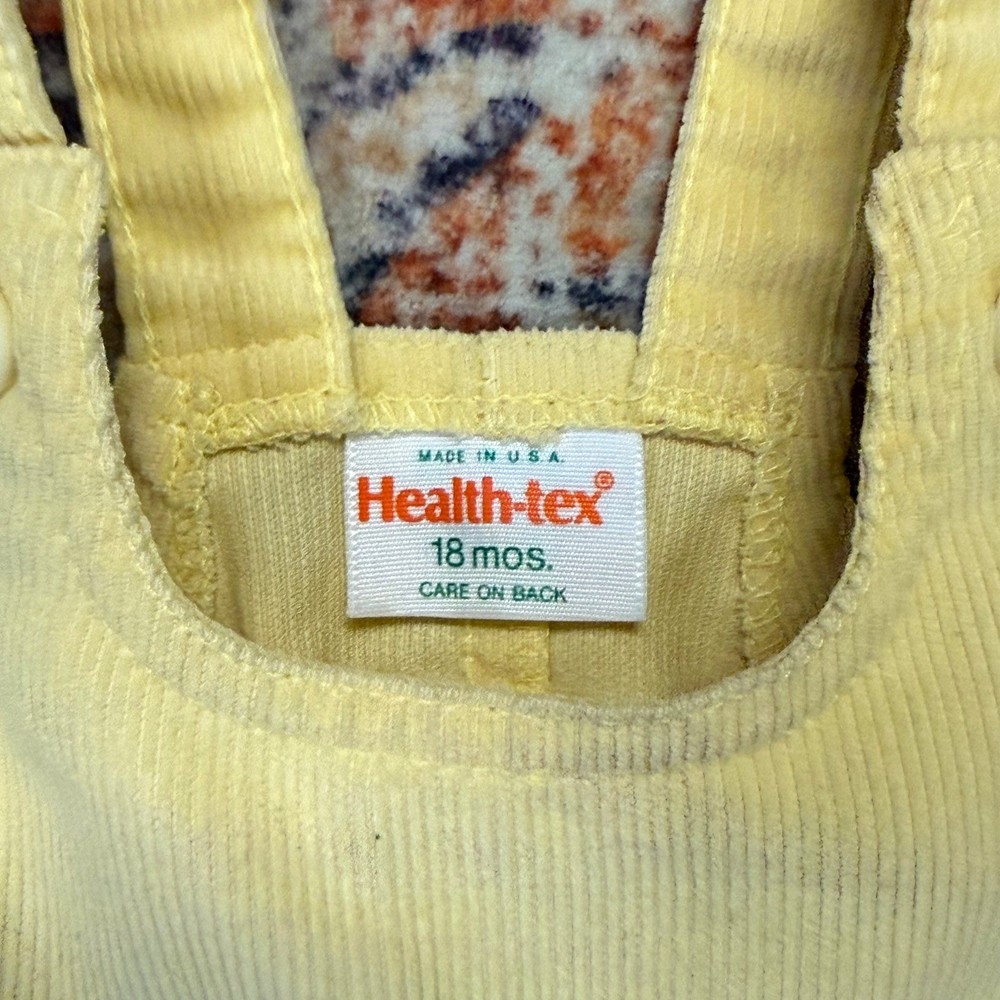 MADE IN U.S.A.
Health-tex®
18 mos.
CARE ON BACK